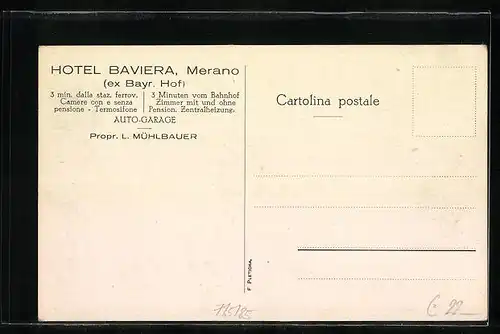 HOTEL BAVIERA, Merano
(ex Bayr. Hof)
3 min. dalla staz. ferrov.
Camere con e senza
pensione - Termosifone
3 Minuten vom Bahnhof
Zimmer mit und ohne
Pension. Zentralheizung.
AUTO-GARAGE
Propr. L. MÜHLBAUER
Cartolina postale